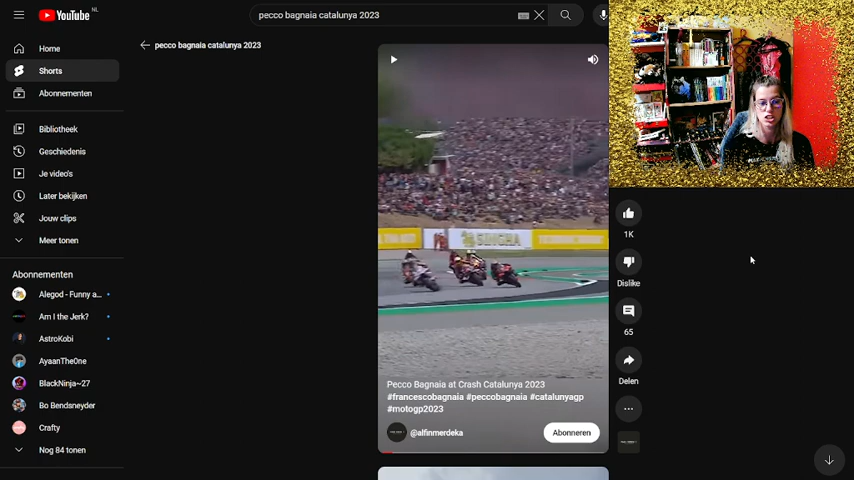 YouTube NL
pecco bagnaia catalunya 2023
Home
Shorts
Abonnementen
Bibliotheek
Geschiedenis
Je video's
Later bekijken
Jouw clips
Meer tonen
Abonnementen
Alegod - Funny a...
Am I the Jerk?
AstroKobi
AyaanTheOne
BlackNinja~27
Bo Bendsneyder
Crafty
Nog 84 tonen
pecco bagnaia catalunya 2023
SINGHA
Pecco Bagnaia at Crash Catalunya 2023
#francescobagnaia #peccobagnaia #catalunyagp
#motogp2023
@alfinmerdeka
Abonneren
1K
Dislike
65
Delen